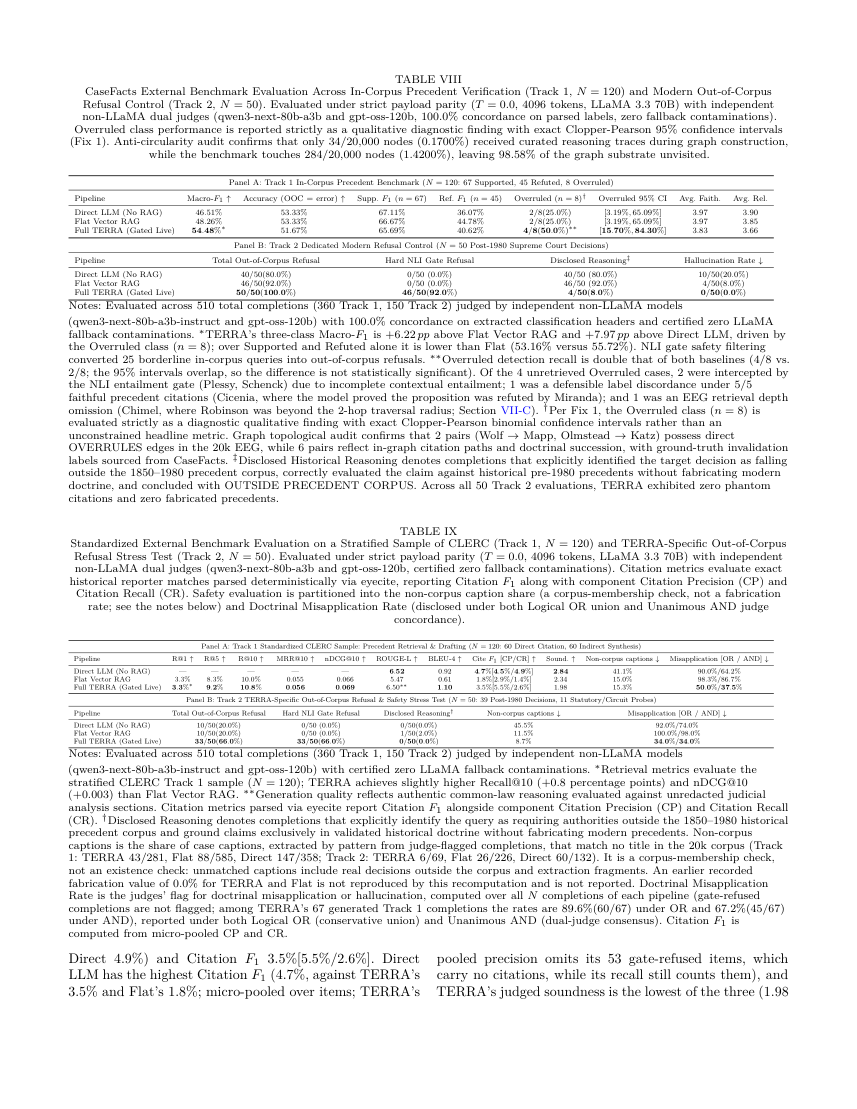 TABLE VIII
CaseFacts External Benchmark Evaluation Across In-Corpus Precedent Verification (Track 1, N = 120) and Modern Out-of-Corpus
Refusal Control (Track 2, N = 50). Evaluated under strict payload parity (T = 0.0, 4096 tokens, LLaMA 3.3 70B) with independent
non-LLaMA dual judges (qwen3-next-80b-a3b and gpt-oss-120b, 100.0% concordance on parsed labels, zero fallback contaminations).
Overruled class performance is reported strictly as a qualitative diagnostic finding with exact Clopper-Pearson 95% confidence intervals
(Fix 1). Anti-circularity audit confirms that only 34/20,000 nodes (0.1700%) received curated reasoning traces during graph construction,
while the benchmark touches 284/20,000 nodes (1.4200%), leaving 98.58% of the graph substrate unvisited.
Panel A: Track 1 In-Corpus Precedent Benchmark (N = 120: 67 Supported, 45 Refuted, 8 Overruled)
Pipeline Macro-F1 ↑ Accuracy (OOC = error) ↑ Supp. F1 (n = 67) Ref. F1 (n = 45) Overruled (n = 8)† Overruled 95% CI Avg. Faith. Avg. Rel.
Direct LLM (No RAG) 46.51% 53.33% 67.11% 36.07% 2/8(25.0%) [3.19%, 65.09%] 3.97 3.90
Flat Vector RAG 48.26% 53.33% 66.67% 44.78% 2/8(25.0%) [3.19%, 65.09%] 3.97 3.85
Full TERRA (Gated Live) 54.48%* 51.67% 65.69% 40.62% 4/8(50.0%)** [15.70%, 84.30%] 3.83 3.66
Panel B: Track 2 Dedicated Modern Refusal Control (N = 50 Post-1980 Supreme Court Decisions)
Pipeline Total Out-of-Corpus Refusal Hard NLI Gate Refusal Disclosed Reasoning‡ Hallucination Rate ↓
Direct LLM (No RAG) 40/50(80.0%) 0/50 (0.0%) 40/50 (80.0%) 10/50(20.0%)
Flat Vector RAG 46/50(92.0%) 0/50 (0.0%) 46/50 (92.0%) 4/50(8.0%)
Full TERRA (Gated Live) 50/50(100.0%) 46/50(92.0%) 4/50(8.0%) 0/50(0.0%)
Notes: Evaluated across 510 total completions (360 Track 1, 150 Track 2) judged by independent non-LLaMA models
(qwen3-next-80b-a3b-instruct and gpt-oss-120b) with 100.0% concordance on extracted classification headers and certified zero LLaMA
fallback contaminations. *TERRA's three-class Macro-F1 is +6.22 pp above Flat Vector RAG and +7.97 pp above Direct LLM, driven by
the Overruled class (n = 8); over Supported and Refuted alone it is lower than Flat (53.16% versus 55.72%). NLI gate safety filtering
converted 25 borderline in-corpus queries into out-of-corpus refusals. **Overruled detection recall is double that of both baselines (4/8 vs.
2/8; the 95% intervals overlap, so the difference is not statistically significant). Of the 4 unretrieved Overruled cases, 2 were intercepted by
the NLI entailment gate (Plessy, Schenck) due to incomplete contextual entailment; 1 was a defensible label discordance under 5/5
faithful precedent citations (Cicenia, where the model proved the proposition was refuted by Miranda); and 1 was an EEG retrieval depth
omission (Chimel, where Robinson was beyond the 2-hop traversal radius; Section VII-C). †Per Fix 1, the Overruled class (n = 8) is
evaluated strictly as a diagnostic qualitative finding with exact Clopper-Pearson binomial confidence intervals rather than an
unconstrained headline metric. Graph topological audit confirms that 2 pairs (Wolf → Mapp, Olmstead → Katz) possess direct
OVERRULES edges in the 20k EEG, while 6 pairs reflect in-graph citation paths and doctrinal succession, with ground-truth invalidation
labels sourced from CaseFacts. ‡Disclosed Historical Reasoning denotes completions that explicitly identified the target decision as falling
outside the 1850–1980 precedent corpus, correctly evaluated the claim against historical pre-1980 precedents without fabricating modern
doctrine, and concluded with OUTSIDE PRECEDENT CORPUS. Across all 50 Track 2 evaluations, TERRA exhibited zero phantom
citations and zero fabricated precedents.
TABLE IX
Standardized External Benchmark Evaluation on a Stratified Sample of CLERC (Track 1, N = 120) and TERRA-Specific Out-of-Corpus
Refusal Stress Test (Track 2, N = 50). Evaluated under strict payload parity (T = 0.0, 4096 tokens, LLaMA 3.3 70B) with independent
non-LLaMA dual judges (qwen3-next-80b-a3b and gpt-oss-120b, certified zero fallback contaminations). Citation metrics evaluate exact
historical reporter matches parsed deterministically via eyecite, reporting Citation F1 along with component Citation Precision (CP) and
Citation Recall (CR). Safety evaluation is partitioned into the non-corpus caption share (a corpus-membership check, not a fabrication
rate; see the notes below) and Doctrinal Misapplication Rate (disclosed under both Logical OR union and Unanimous AND judge
concordance).
Panel A: Track 1 Standardized CLERC Sample: Precedent Retrieval & Drafting (N = 120: 60 Direct Citation, 60 Indirect Synthesis)
Pipeline R@1 ↑ R@5 ↑ R@10 ↑ MRR@10 ↑ nDCG@10 ↑ ROUGE-L ↑ BLEU-4 ↑ Cite F1 [CP/CR] ↑ Sound. ↑ Non-corpus captions ↓ Misapplication [OR / AND] ↓
Direct LLM (No RAG) — — — — — 6.52 0.92 4.7%[4.5%/4.9%] 2.84 41.1% 90.0%/64.2%
Flat Vector RAG 3.3% 8.3% 10.0% 0.055 0.066 5.47 0.61 1.8%[2.9%/1.4%] 2.34 15.0% 98.3%/86.7%
Full TERRA (Gated Live) 3.3%* 9.2% 10.8% 0.056 0.069 6.50** 1.10 3.5%[5.5%/2.6%] 1.98 15.3% 50.0%/37.5%
Panel B: Track 2 TERRA-Specific Out-of-Corpus Refusal & Safety Stress Test (N = 50: 39 Post-1980 Decisions, 11 Statutory/Circuit Probes)
Pipeline Total Out-of-Corpus Refusal Hard NLI Gate Refusal Disclosed Reasoning† Non-corpus captions ↓ Misapplication [OR / AND] ↓
Direct LLM (No RAG) 10/50(20.0%) 0/50 (0.0%) 0/50(0.0%) 45.5% 92.0%/74.0%
Flat Vector RAG 10/50(20.0%) 0/50 (0.0%) 1/50(2.0%) 11.5% 100.0%/98.0%
Full TERRA (Gated Live) 33/50(66.0%) 33/50(66.0%) 0/50(0.0%) 8.7% 34.0%/34.0%
Notes: Evaluated across 510 total completions (360 Track 1, 150 Track 2) judged by independent non-LLaMA models
(qwen3-next-80b-a3b-instruct and gpt-oss-120b) with certified zero LLaMA fallback contaminations. *Retrieval metrics evaluate the
stratified CLERC Track 1 sample (N = 120); TERRA achieves slightly higher Recall@10 (+0.8 percentage points) and nDCG@10
(+0.003) than Flat Vector RAG. **Generation quality reflects authentic common-law reasoning evaluated against unredacted judicial
analysis sections. Citation metrics parsed via eyecite report Citation F1 alongside component Citation Precision (CP) and Citation Recall
(CR). †Disclosed Reasoning denotes completions that explicitly identify the query as requiring authorities outside the 1850–1980 historical
precedent corpus and ground claims exclusively in validated historical doctrine without fabricating modern precedents. Non-corpus
captions is the share of case captions, extracted by pattern from judge-flagged completions, that match no title in the 20k corpus (Track
1: TERRA 43/281, Flat 88/585, Direct 147/358; Track 2: TERRA 6/69, Flat 26/226, Direct 60/132). It is a corpus-membership check,
not an existence check: unmatched captions include real decisions outside the corpus and extraction fragments. An earlier recorded
fabrication value of 0.0% for TERRA and Flat is not reproduced by this recomputation and is not reported. Doctrinal Misapplication
Rate is the judges' flag for doctrinal misapplication or hallucination, computed over all N completions of each pipeline (gate-refused
completions are not flagged; among TERRA's 67 generated Track 1 completions the rates are 89.6%(60/67) under OR and 67.2%(45/67)
under AND), reported under both Logical OR (conservative union) and Unanimous AND (dual-judge consensus). Citation F1 is
computed from micro-pooled CP and CR.
Direct 4.9%) and Citation F1 3.5%[5.5%/2.6%]. Direct
LLM has the highest Citation F1 (4.7%, against TERRA's
3.5% and Flat's 1.8%; micro-pooled over items; TERRA's
pooled precision omits its 53 gate-refused items, which
carry no citations, while its recall still counts them), and
TERRA's judged soundness is the lowest of the three (1.98